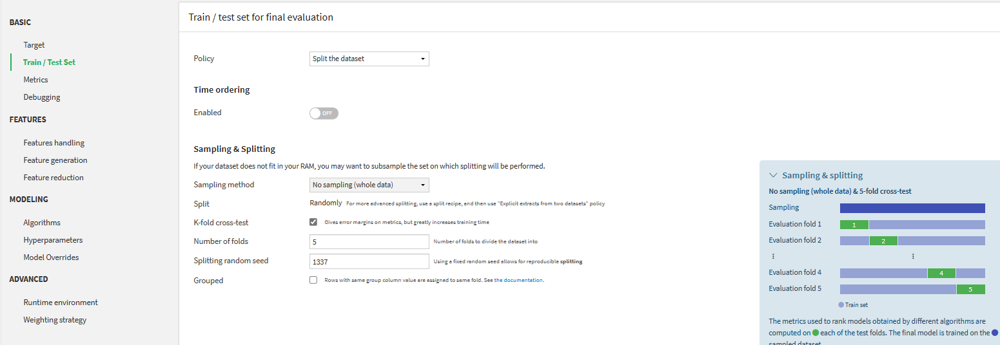 BASIC
Target
Train / Test Set
Metrics
Debugging
FEATURES
Features handling
Feature generation
Feature reduction
MODELING
Algorithms
Hyperparameters
Model Overrides
ADVANCED
Runtime environment
Weighting strategy
Train / test set for final evaluation
Policy Split the dataset
Time ordering
Enabled OFF
Sampling & Splitting
If your dataset does not fit in your RAM, you may want to subsample the set on which splitting will be performed.
Sampling method No sampling (whole data)
Split Randomly For more advanced splitting, use a split recipe, and then use "Explicit extracts from two datasets" policy
K-fold cross-test Gives error margins on metrics, but greatly increases training time
Number of folds 5 Number of folds to divide the dataset into
Splitting random seed 1337 Using a fixed random seed allows for reproducible splitting
Grouped Rows with same group column value are assigned to same fold. See the documentation.
Sampling & splitting
No sampling (whole data) & 5-fold cross-test
Sampling
Evaluation fold 1 1
Evaluation fold 2 2
Evaluation fold 4 4
Evaluation fold 5 5
Train set
The metrics used to rank models obtained by different algorithms are
computed on each of the test folds. The final model is trained on the
sampled dataset